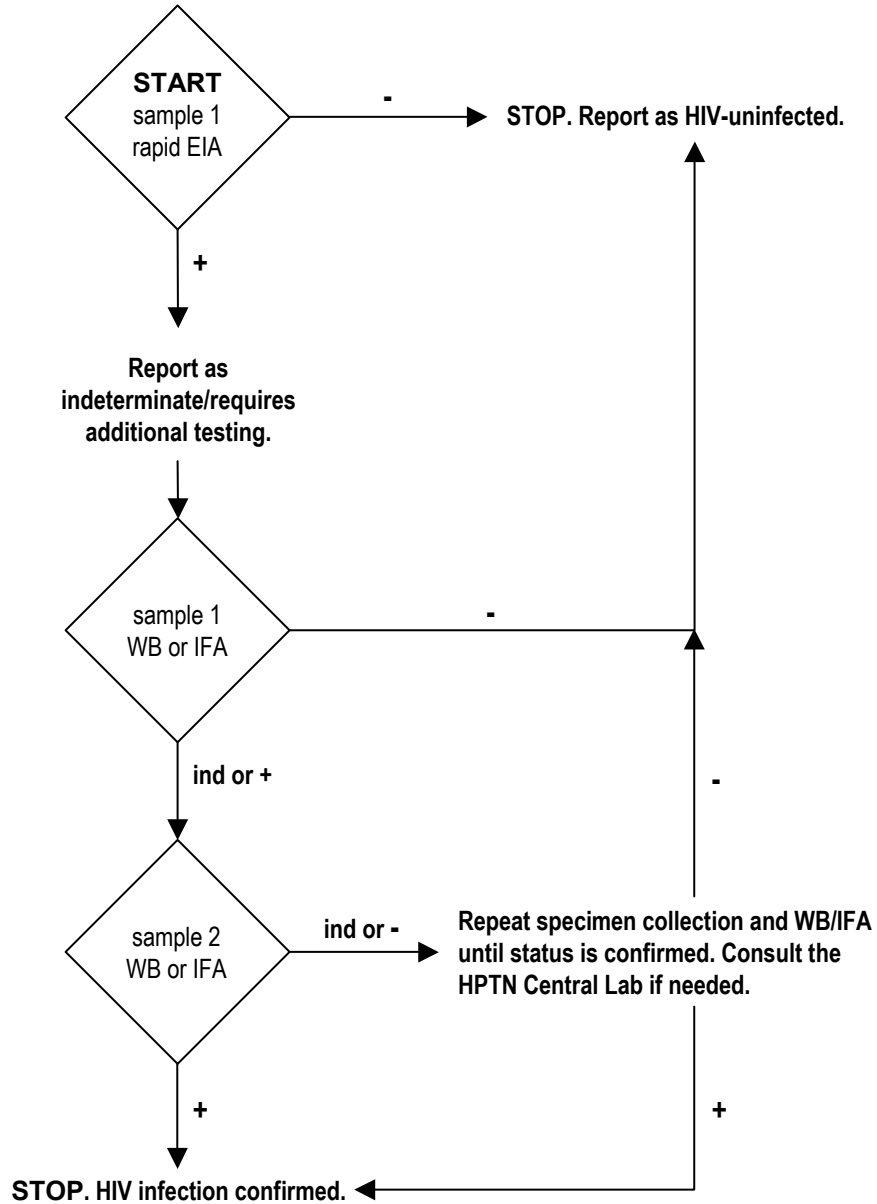 START
sample 1
rapid EIA
-
STOP. Report as HIV-uninfected.
+
Report as
indeterminate/requires
additional testing.
sample 1
WB or IFA
-
ind or +
-
sample 2
WB or IFA
ind or -
Repeat specimen collection and WB/IFA
until status is confirmed. Consult the
HPTN Central Lab if needed.
+
+
STOP. HIV infection confirmed.